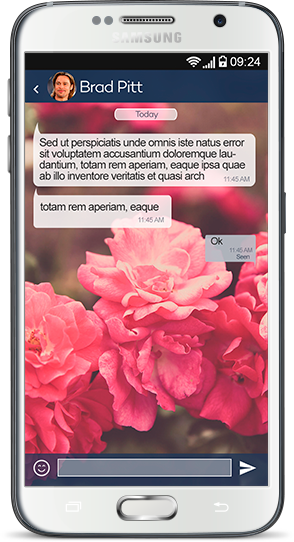 SAMSUNG
09:24
Brad Pitt
Today
Sed ut perspiciatis unde omnis iste natus error
sit voluptatem accusantium doloremque lau-
dantium, totam rem aperiam, eaque ipsa quae
ab illo inventore veritatis et quasi arch
11:45 AM
totam rem aperiam, eaque
11:45 AM
Ok
11:45 AM
Seen